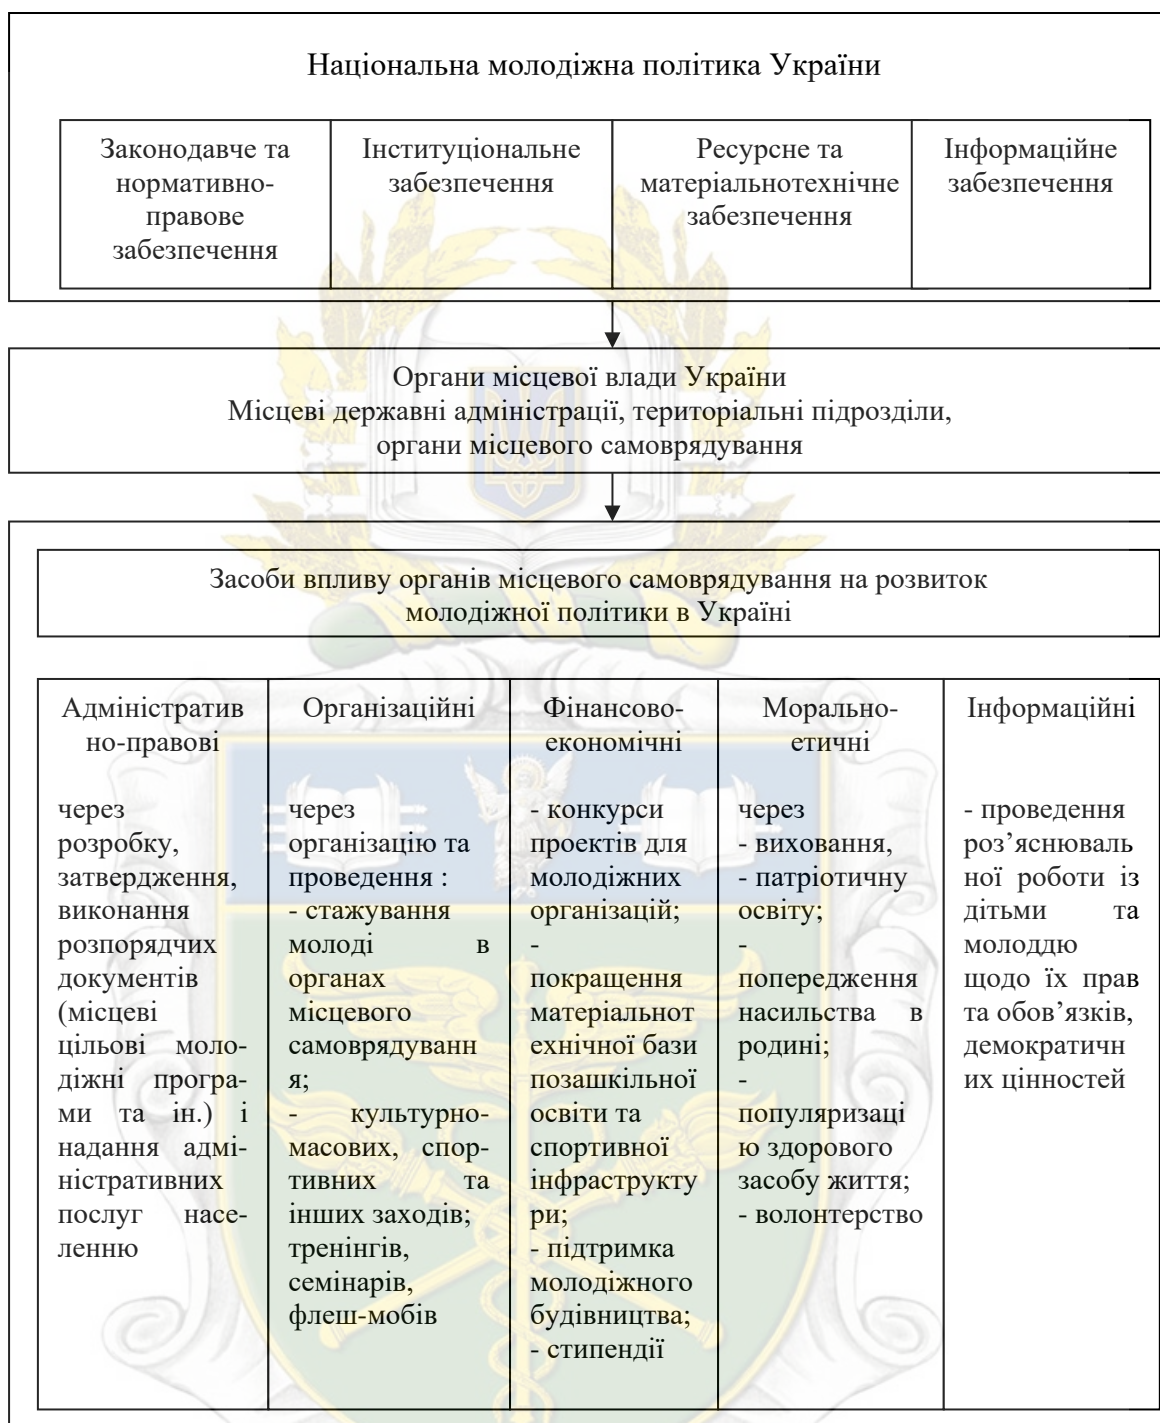 Національна молодіжна політика України
Законодавче та
нормативно-
правове
забезпечення
Інституціональне
забезпечення
Ресурсне та
матеріальнотехнічне
забезпечення
Інформаційне
забезпечення
Органи місцевої влади України
Місцеві державні адміністрації, територіальні підрозділи,
органи місцевого самоврядування
Засоби впливу органів місцевого самоврядування на розвиток
молодіжної політики в Україні
Адміністратив
но-правові
через
розробку,
затвердження,
виконання
розпорядчих
документів
(місцеві
цільові моло-
діжні програ-
ми та ін.) і
надання адмі-
ністративних
послуг насе-
ленню
Організаційні
через
організацію та
проведення :
- стажування
молоді в
органах
місцевого
самоврядуванн
я;
- культурно-
масових, спор-
тивних та
інших заходів;
тренінгів,
семінарів,
флеш-мобів
Фінансово-
економічні
- конкурси
проектів для
молодіжних
організацій;
-
покращення
матеріальнот
ехнічної бази
позашкільної
освіти та
спортивної
інфраструкту
ри;
- підтримка
молодіжного
будівництва;
- стипендії
Морально-
етичні
через
- виховання,
- патріотичну
освіту;
-
попередження
насильства в
родині;
-
популяризаці
ю здорового
засобу життя;
- волонтерство
Інформаційні
- проведення
роз’яснюваль
ної роботи із
дітьми та
молоддю
щодо їх прав
та обов’язків,
демократичн
их цінностей